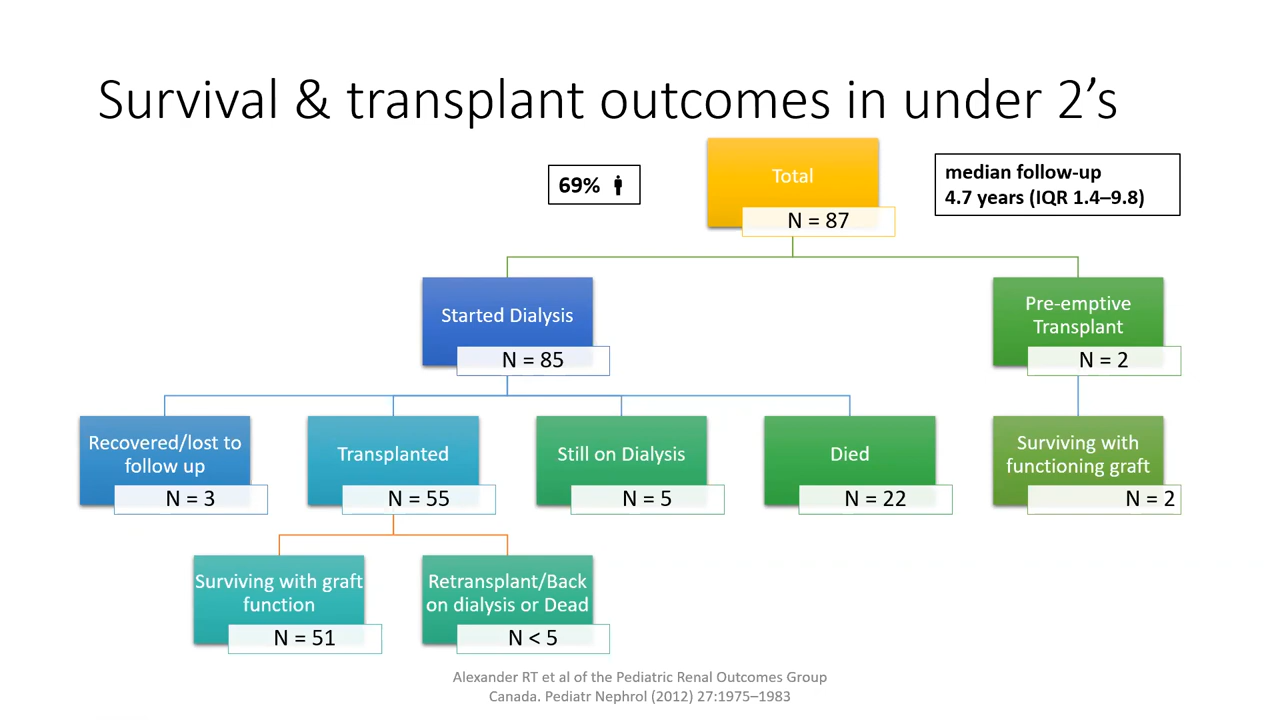 Survival & transplant outcomes in under 2's
69%
Total
N = 87
median follow-up
4.7 years (IQR 1.4–9.8)
Started Dialysis
N = 85
Pre-emptive
Transplant
N = 2
Recovered/lost to
follow up
N = 3
Transplanted
N = 55
Still on Dialysis
N = 5
Died
N = 22
Surviving with
functioning graft
N = 2
Surviving with graft
function
N = 51
Retransplant/Back
on dialysis or Dead
N < 5
Alexander RT et al of the Pediatric Renal Outcomes Group
Canada. Pediatr Nephrol (2012) 27:1975–1983